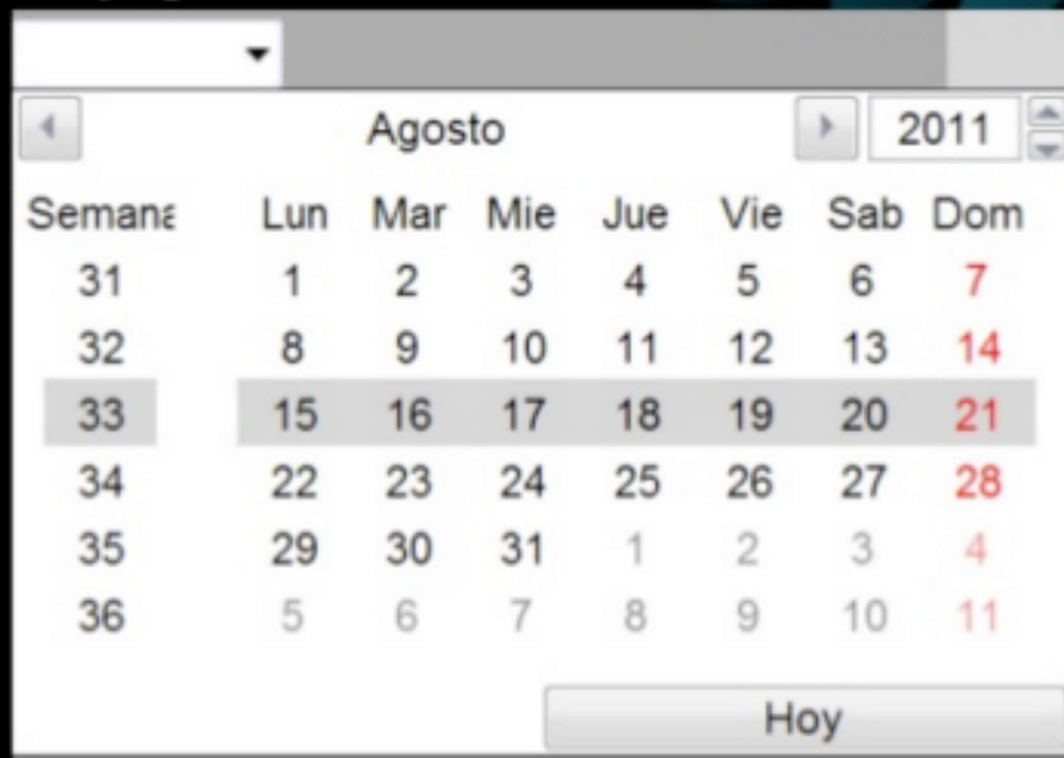 Agosto 2011
Semana Lun Mar Mie Jue Vie Sab Dom
31 1 2 3 4 5 6 7
32 8 9 10 11 12 13 14
33 15 16 17 18 19 20 21
34 22 23 24 25 26 27 28
35 29 30 31 1 2 3 4
36 5 6 7 8 9 10 11
Hoy